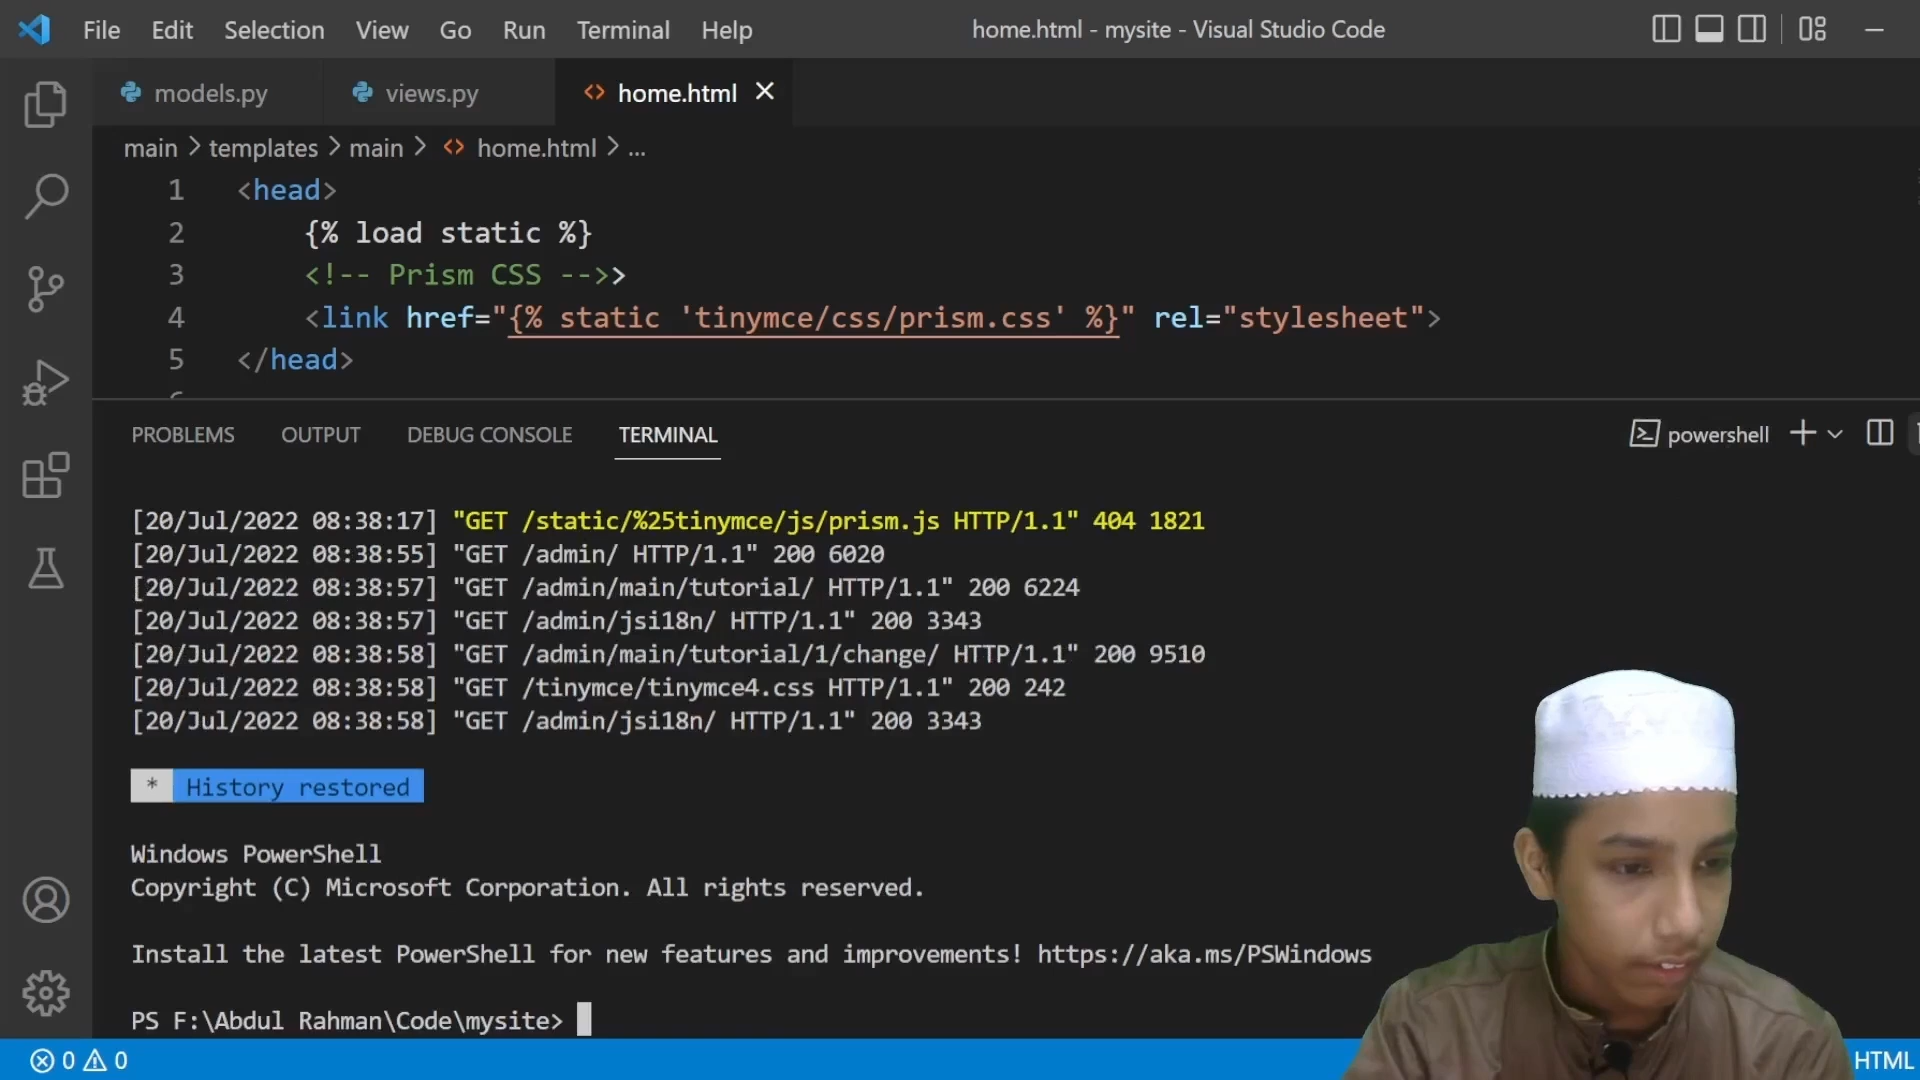 File Edit Selection View Go Run Terminal Help home.html - mysite - Visual Studio Code
models.py views.py home.html
main > templates > main > home.html > ...
1 <head>
2 {% load static %}
3 <!-- Prism CSS -->>
4 <link href="{% static 'tinymce/css/prism.css' %}" rel="stylesheet">
5 </head>
PROBLEMS OUTPUT DEBUG CONSOLE TERMINAL powershell
[20/Jul/2022 08:38:17] "GET /static/%25tinymce/js/prism.js HTTP/1.1" 404 1821
[20/Jul/2022 08:38:55] "GET /admin/ HTTP/1.1" 200 6020
[20/Jul/2022 08:38:57] "GET /admin/main/tutorial/ HTTP/1.1" 200 6224
[20/Jul/2022 08:38:57] "GET /admin/jsi18n/ HTTP/1.1" 200 3343
[20/Jul/2022 08:38:58] "GET /admin/main/tutorial/1/change/ HTTP/1.1" 200 9510
[20/Jul/2022 08:38:58] "GET /tinymce/tinymce4.css HTTP/1.1" 200 242
[20/Jul/2022 08:38:58] "GET /admin/jsi18n/ HTTP/1.1" 200 3343
* History restored
Windows PowerShell
Copyright (C) Microsoft Corporation. All rights reserved.
Install the latest PowerShell for new features and improvements! https://aka.ms/PSWindows
PS F:\Abdul Rahman\Code\mysite>
0 0 HTML